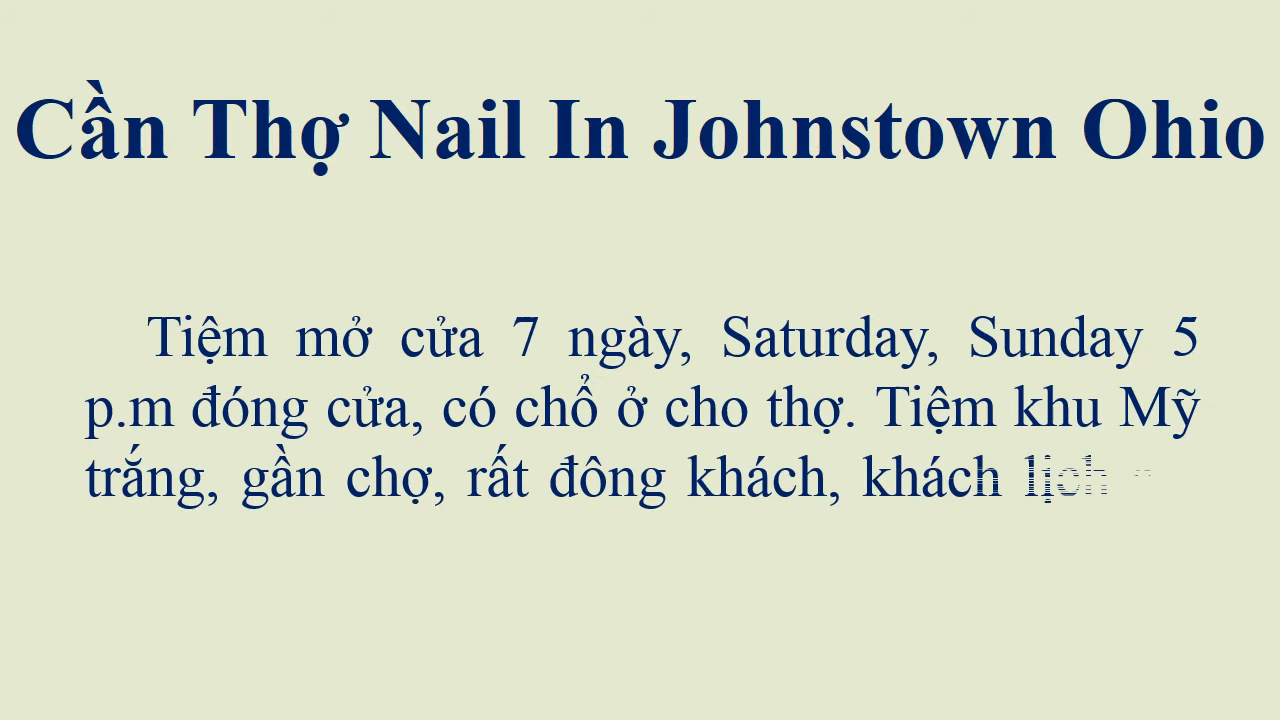 Cần Thợ Nail In Johnstown Ohio
Tiệm mở cửa 7 ngày, Saturday, Sunday 5
p.m đóng cửa, có chổ ở cho thợ. Tiệm khu Mỹ
trắng, gần chợ, rất đông khách, khách lịch